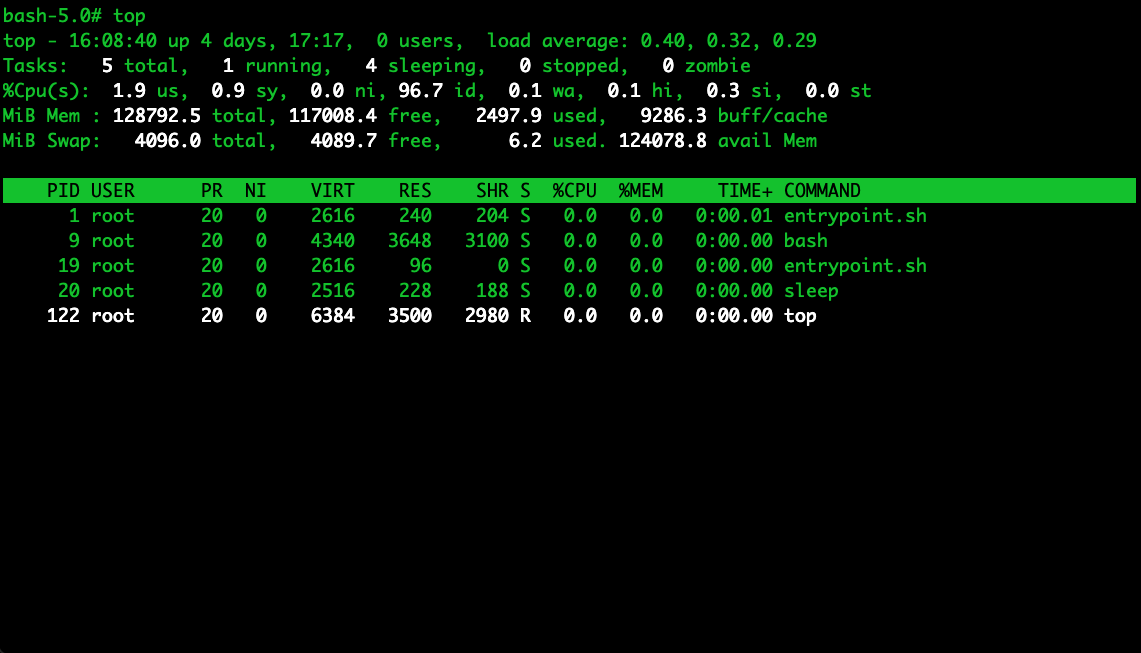 bash-5.0# top
top - 16:08:40 up 4 days, 17:17,  0 users,  load average: 0.40, 0.32, 0.29
Tasks:   5 total,   1 running,   4 sleeping,   0 stopped,   0 zombie
%Cpu(s):  1.9 us,  0.9 sy,  0.0 ni, 96.7 id,  0.1 wa,  0.1 hi,  0.3 si,  0.0 st
MiB Mem : 128792.5 total, 117008.4 free,   2497.9 used,   9286.3 buff/cache
MiB Swap:   4096.0 total,   4089.7 free,      6.2 used. 124078.8 avail Mem
    PID USER      PR  NI    VIRT    RES    SHR S  %CPU  %MEM     TIME+ COMMAND
      1 root      20   0    2616    240    204 S   0.0   0.0   0:00.01 entrypoint.sh
      9 root      20   0    4340   3648   3100 S   0.0   0.0   0:00.00 bash
     19 root      20   0    2616     96      0 S   0.0   0.0   0:00.00 entrypoint.sh
     20 root      20   0    2516    228    188 S   0.0   0.0   0:00.00 sleep
    122 root      20   0    6384   3500   2980 R   0.0   0.0   0:00.00 top